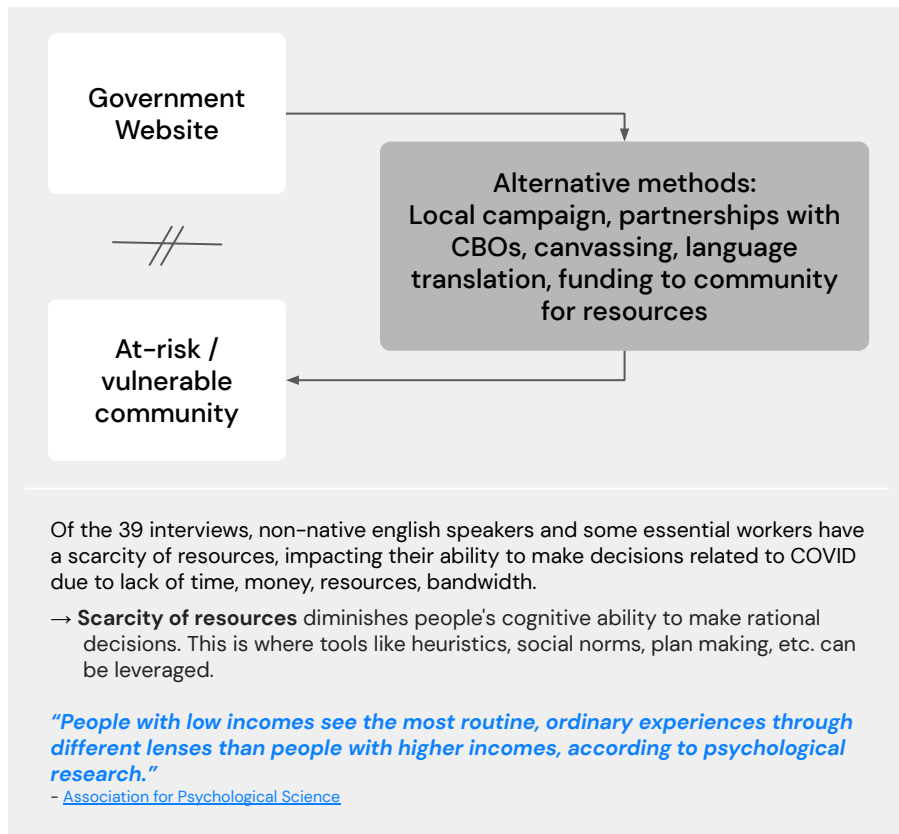 Government
Website
Alternative methods:
Local campaign, partnerships with
CBOs, canvassing, language
translation, funding to community
for resources
At-risk /
vulnerable
community
Of the 39 interviews, non-native english speakers and some essential workers have
a scarcity of resources, impacting their ability to make decisions related to COVID
due to lack of time, money, resources, bandwidth.
→ Scarcity of resources diminishes people's cognitive ability to make rational
decisions. This is where tools like heuristics, social norms, plan making, etc. can
be leveraged.
“People with low incomes see the most routine, ordinary experiences through
different lenses than people with higher incomes, according to psychological
research.”
- Association for Psychological Science